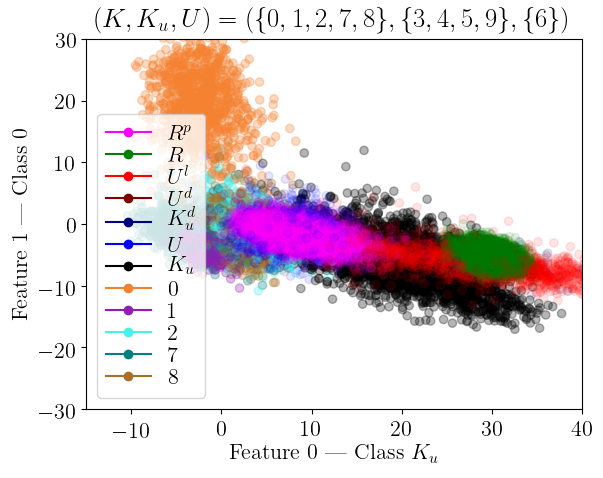 (K, K_u, U) = ({0, 1, 2, 7, 8}, {3, 4, 5, 9}, {6})
30
20
10
0
−10
−20
−30
Feature 1 — Class 0
R^p
R
U^l
U^d
K_u^d
U
K_u
0
1
2
7
8
−10
0
10
20
30
40
Feature 0 — Class K_u